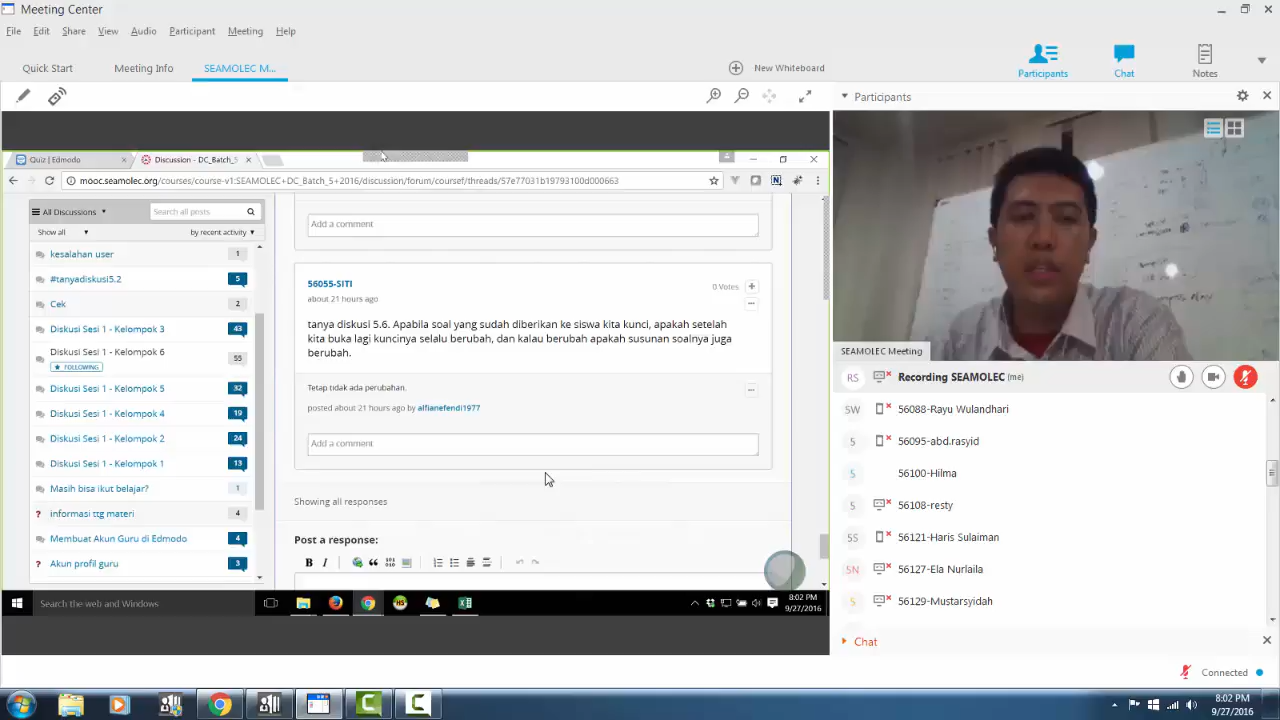 Meeting Center
File Edit Share View Audio Participant Meeting Help
Quick Start Meeting Info SEAMOLEC M... New Whiteboard
Participants Chat Notes
Participants
Quiz | Edmodo Discussion - DC_Batch_5
mooc.seamolec.org/courses/course-v1:SEAMOLEC+DC_Batch_5+2016/discussion/forum/coursef/threads/57e77031b19793100d000663
All Discussions Search all posts
Show all by recent activity
kesalahan user 1
#tanyadiskusi5.2 5
Cek 2
Diskusi Sesi 1 - Kelompok 3 43
Diskusi Sesi 1 - Kelompok 6 55
FOLLOWING
Diskusi Sesi 1 - Kelompok 5 32
Diskusi Sesi 1 - Kelompok 4 19
Diskusi Sesi 1 - Kelompok 2 24
Diskusi Sesi 1 - Kelompok 1 13
Masih bisa ikut belajar? 1
? informasi ttg materi 4
Membuat Akun Guru di Edmodo 4
? Akun profil guru 3
Add a comment
56055-SITI 0 Votes +
about 21 hours ago
tanya diskusi 5.6. Apabila soal yang sudah diberikan ke siswa kita kunci, apakah setelah
kita buka lagi kuncinya selalu berubah, dan kalau berubah apakah susunan soalnya juga
berubah.
Tetap tidak ada perubahan.
posted about 21 hours ago by alfianefendi1977
Add a comment
Showing all responses
Post a response:
B I
Search the web and Windows
8:02 PM
9/27/2016
SEAMOLEC Meeting
RS Recording SEAMOLEC (me)
SW 56088-Rayu Wulandhari
S 56095-abd.rasyid
S 56100-Hilma
S 56108-resty
5S 56121-Haris Sulaiman
SN 56127-Ela Nurlaila
S 56129-Mustarsyidah
Chat
Connected
8:02 PM
9/27/2016